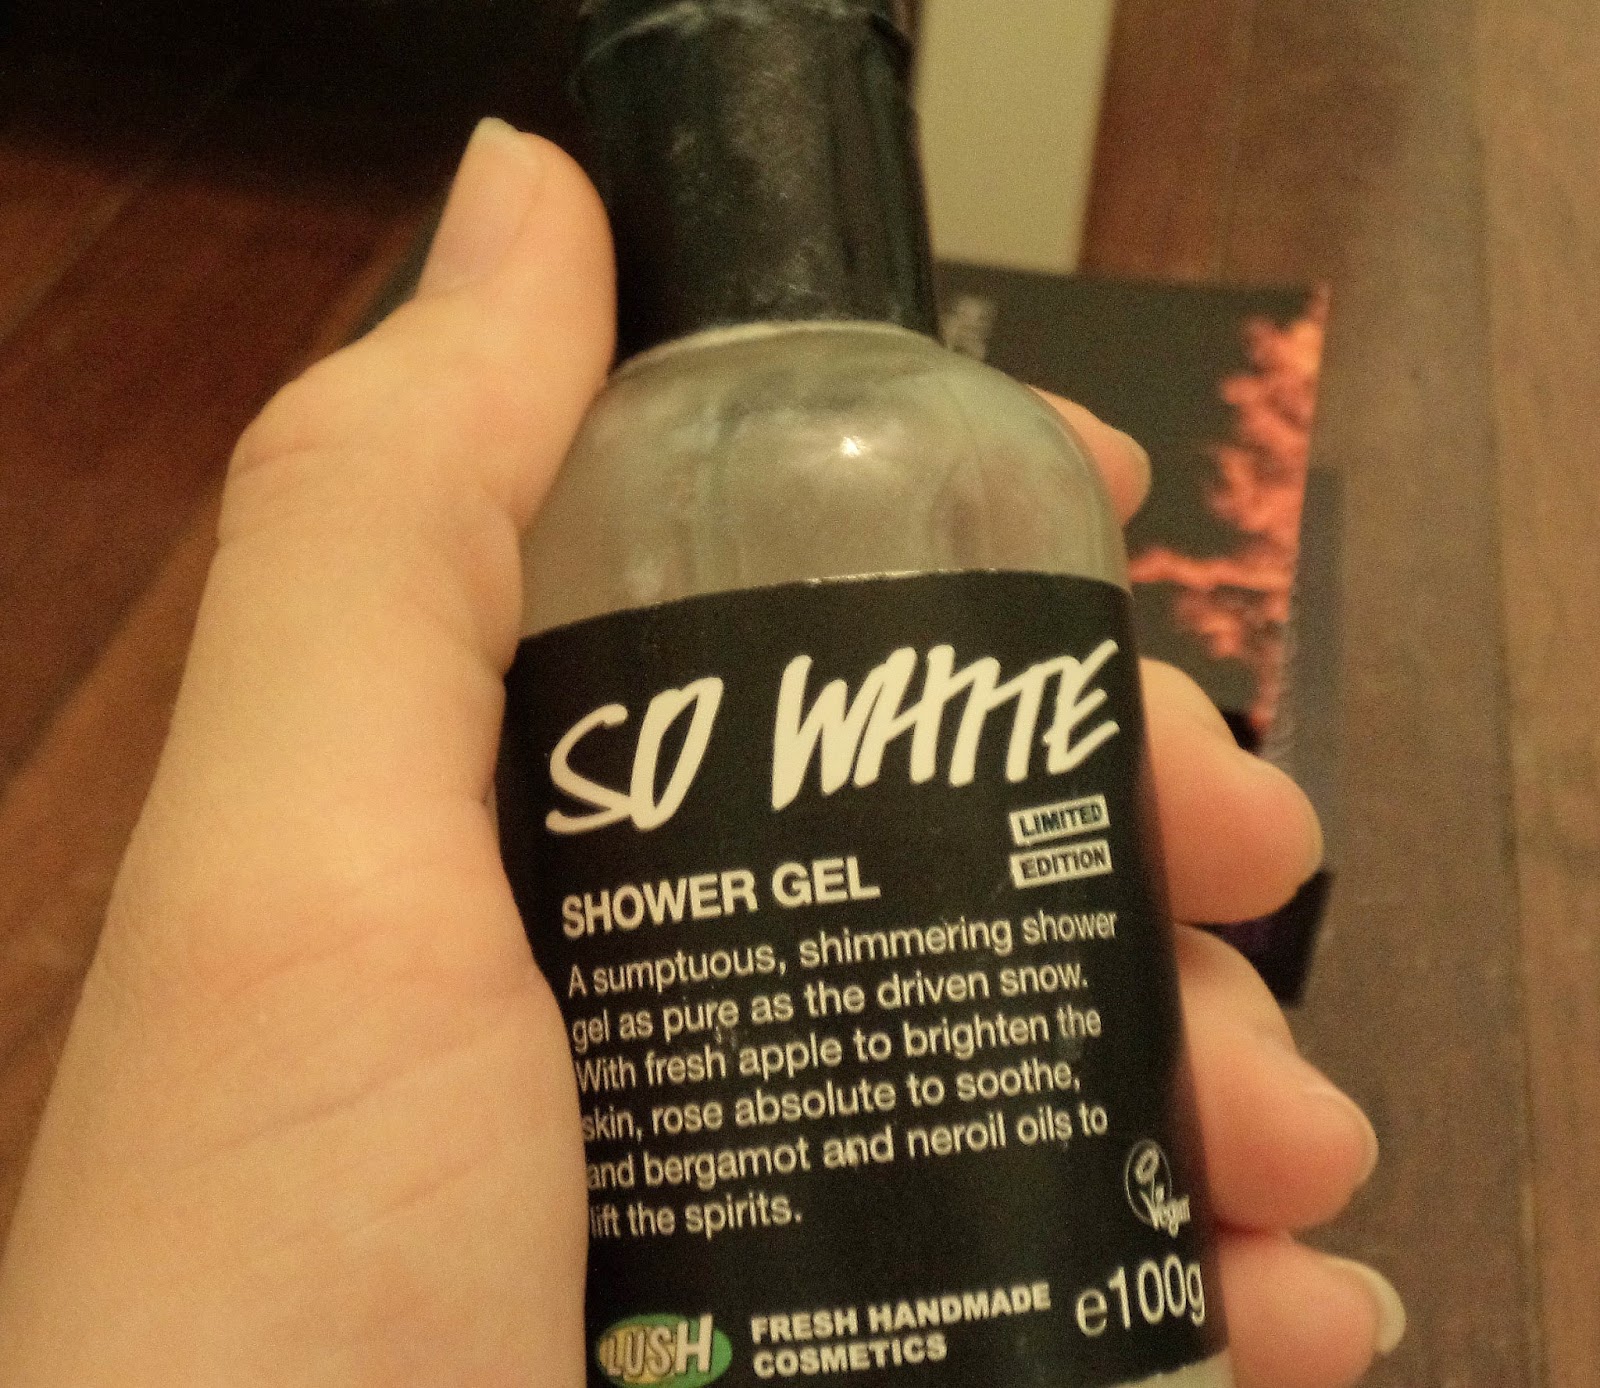 SO WHITE
LIMITED
EDITION
SHOWER GEL
A sumptuous, shimmering shower
gel as pure as the driven snow.
With fresh apple to brighten the
skin, rose absolute to soothe,
and bergamot and neroil oils to
lift the spirits.
Vegan
LUSH
FRESH HANDMADE
COSMETICS
e100g